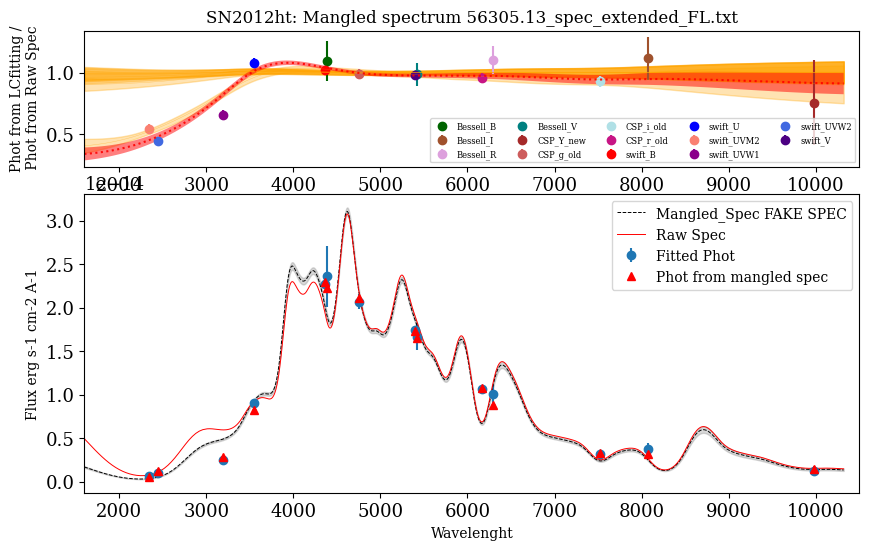 SN2012ht: Mangled spectrum 56305.13_spec_extended_FL.txt
Phot from LCfitting /
Phot from Raw Spec
1.0
0.5
Bessell_B
Bessell_I
Bessell_R
Bessell_V
CSP_Y_new
CSP_g_old
CSP_i_old
CSP_r_old
swift_B
swift_U
swift_UVM2
swift_UVW1
swift_UVW2
swift_V
2000 3000 4000 5000 6000 7000 8000 9000 10000
1e−14
Flux erg s-1 cm-2 A-1
3.0
2.5
2.0
1.5
1.0
0.5
0.0
Mangled_Spec FAKE SPEC
Raw Spec
Fitted Phot
Phot from mangled spec
2000 3000 4000 5000 6000 7000 8000 9000 10000
Wavelenght